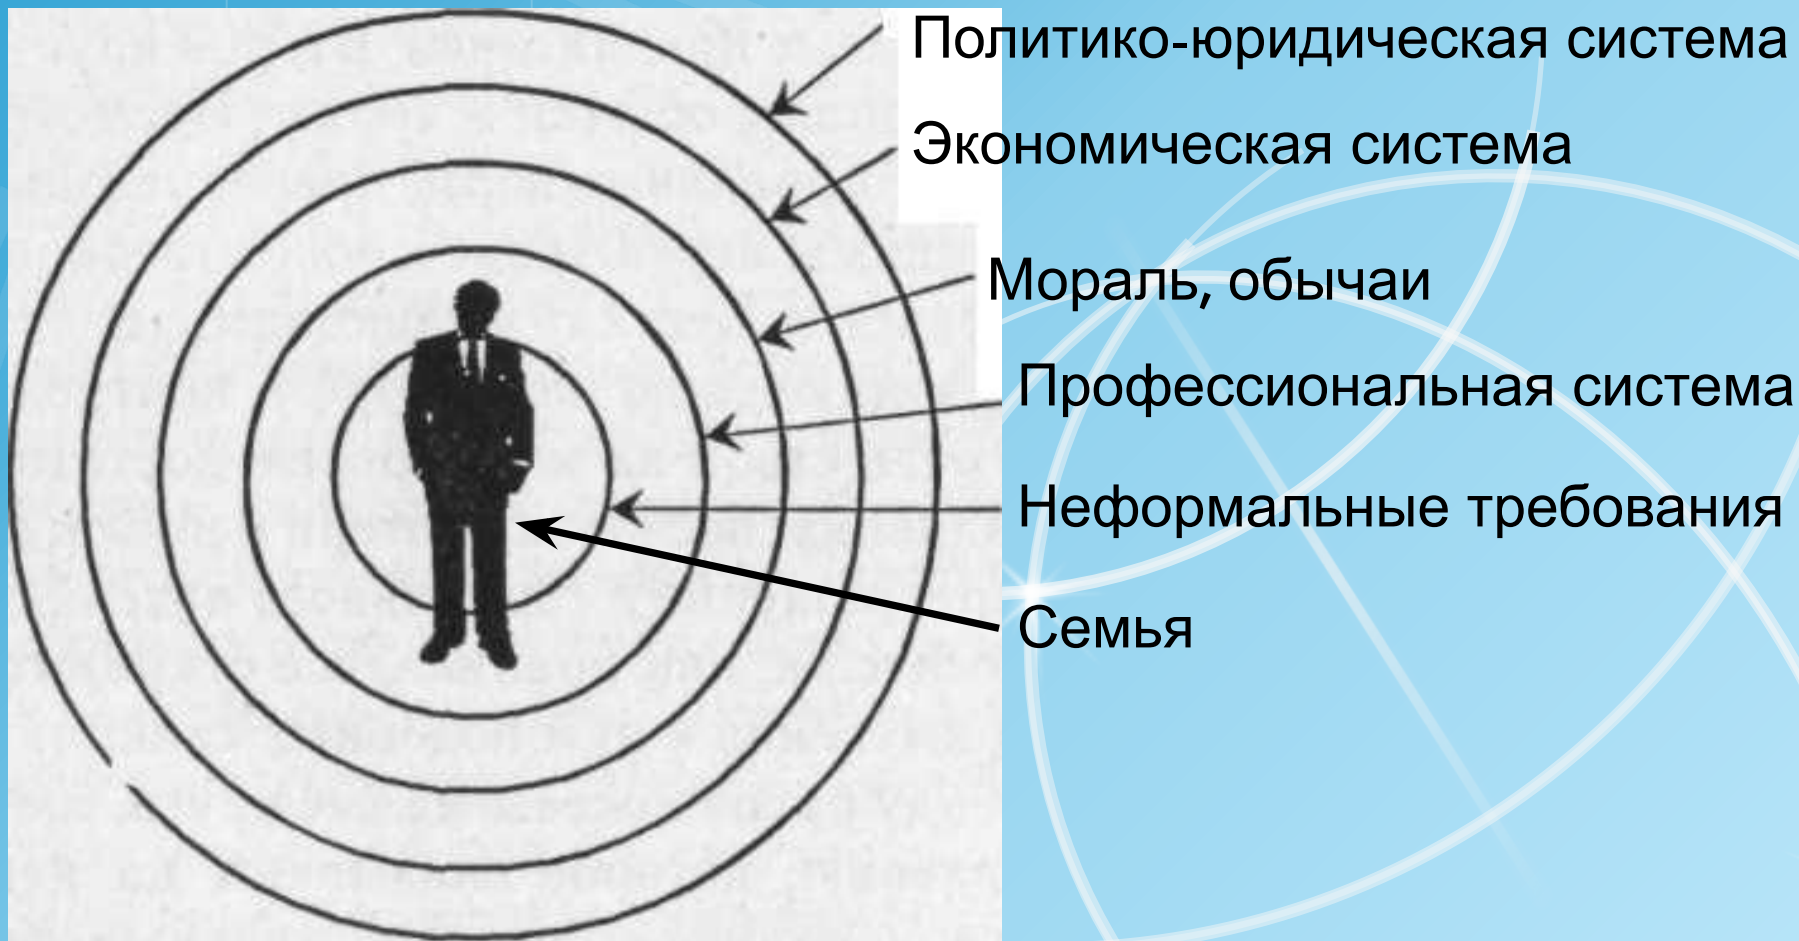 Политико-юридическая система
Экономическая система
Мораль, обычаи
Профессиональная система
Неформальные требования
Семья